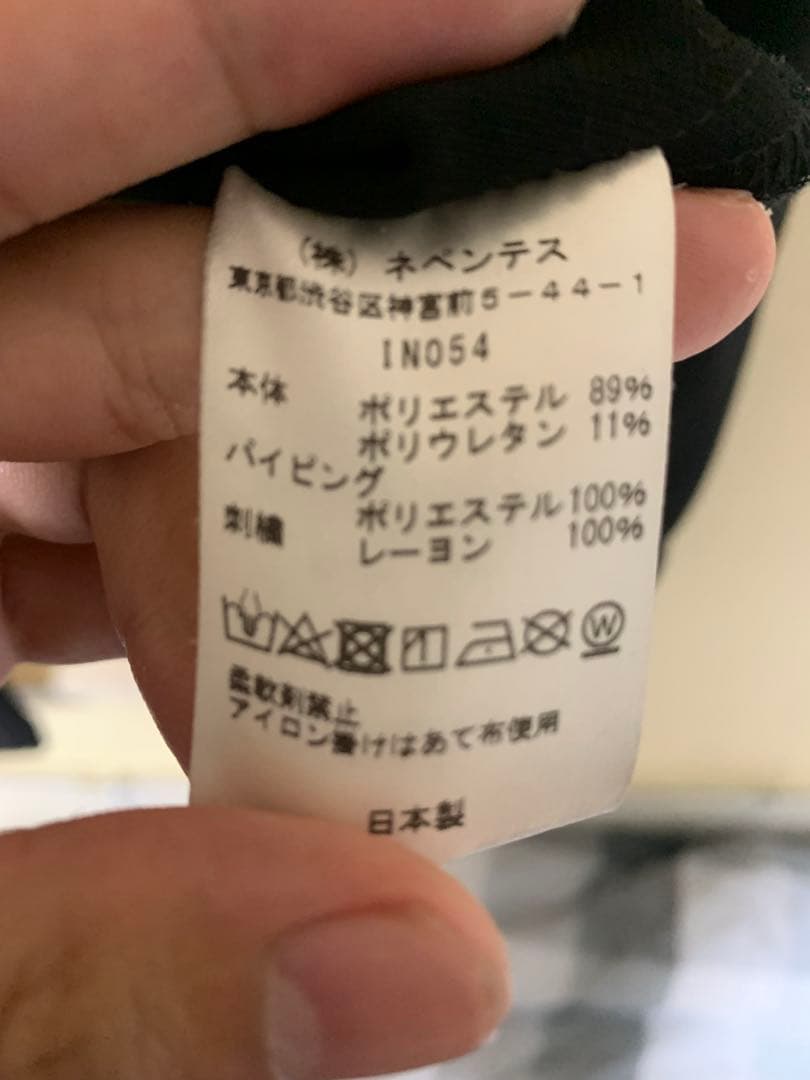 （株） ネペンテス
東京都渋谷区神宮前５－４４－１
IN054
本体 ポリエステル 89%
ポリウレタン 11%
パイピング
ポリエステル 100%
刺繍 レーヨン 100%
W
柔軟剤禁止
アイロン掛けはあて布使用
日本製